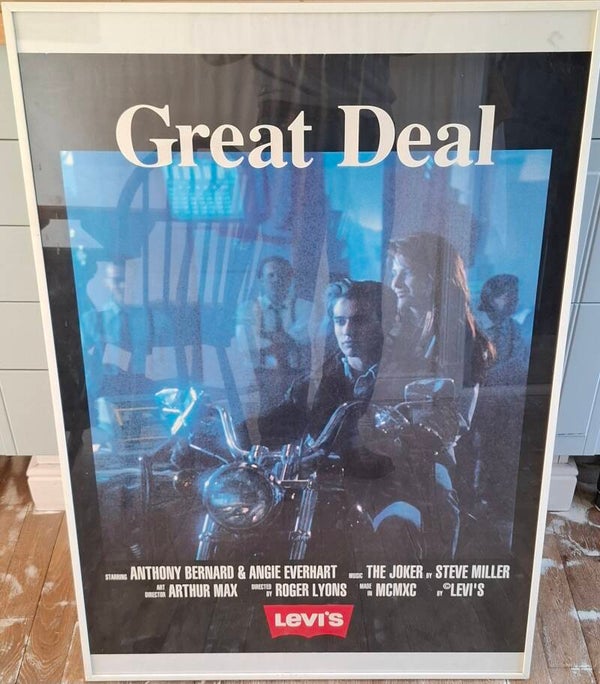 Great Deal
STARRING ANTHONY BERNARD & ANGIE EVERHART MUSIC THE JOKER BY STEVE MILLER
ART DIRECTOR ARTHUR MAX DIRECTED BY ROGER LYONS MADE IN MCMXC BY ©LEVI'S
LEVI'S